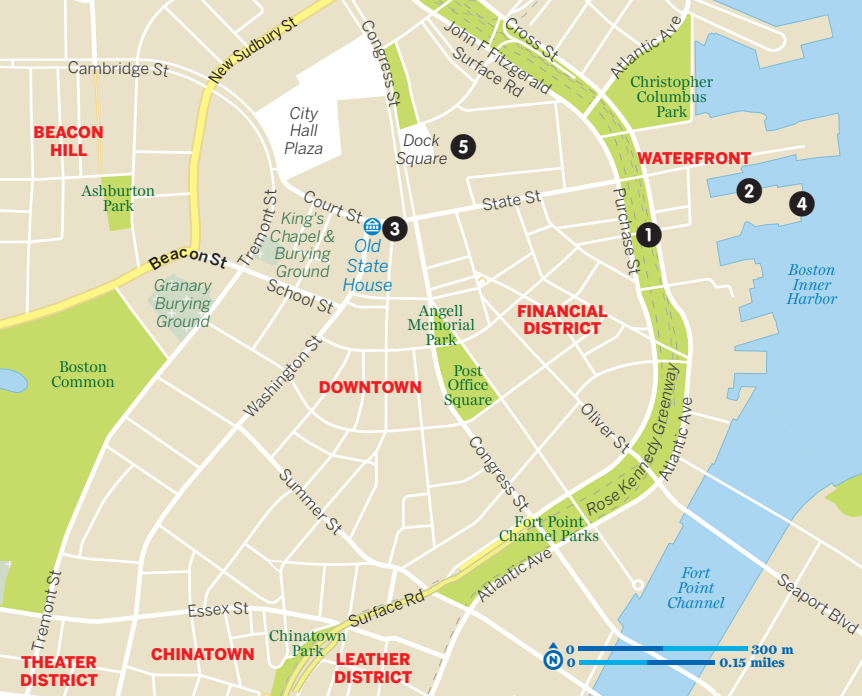 New Sudbury St
Congress St
John F Fitzgerald
Surface Rd
Cross St
Atlantic Ave
Cambridge St
Christopher
Columbus
Park
City
Hall
Plaza
BEACON
HILL
Dock
Square
5
WATERFRONT
Ashburton
Park
2
4
Tremont St
Court St
State St
Purchase St
King's
Chapel &
Burying
Ground
3
Old
State
House
1
Beacon St
Boston
Inner
Harbor
Granary
Burying
Ground
School St
Angell
Memorial
Park
FINANCIAL
DISTRICT
Boston
Common
Washington St
DOWNTOWN
Post
Office
Square
Oliver St
Rose Kennedy Greenway
Atlantic Ave
Summer St
Congress St
Fort Point
Channel Parks
Atlantic Ave
Fort
Point
Channel
Seaport Blvd
Tremont St
Essex St
Surface Rd
Chinatown
Park
THEATER
DISTRICT
CHINATOWN
LEATHER
DISTRICT
N
0 300 m
0 0.15 miles